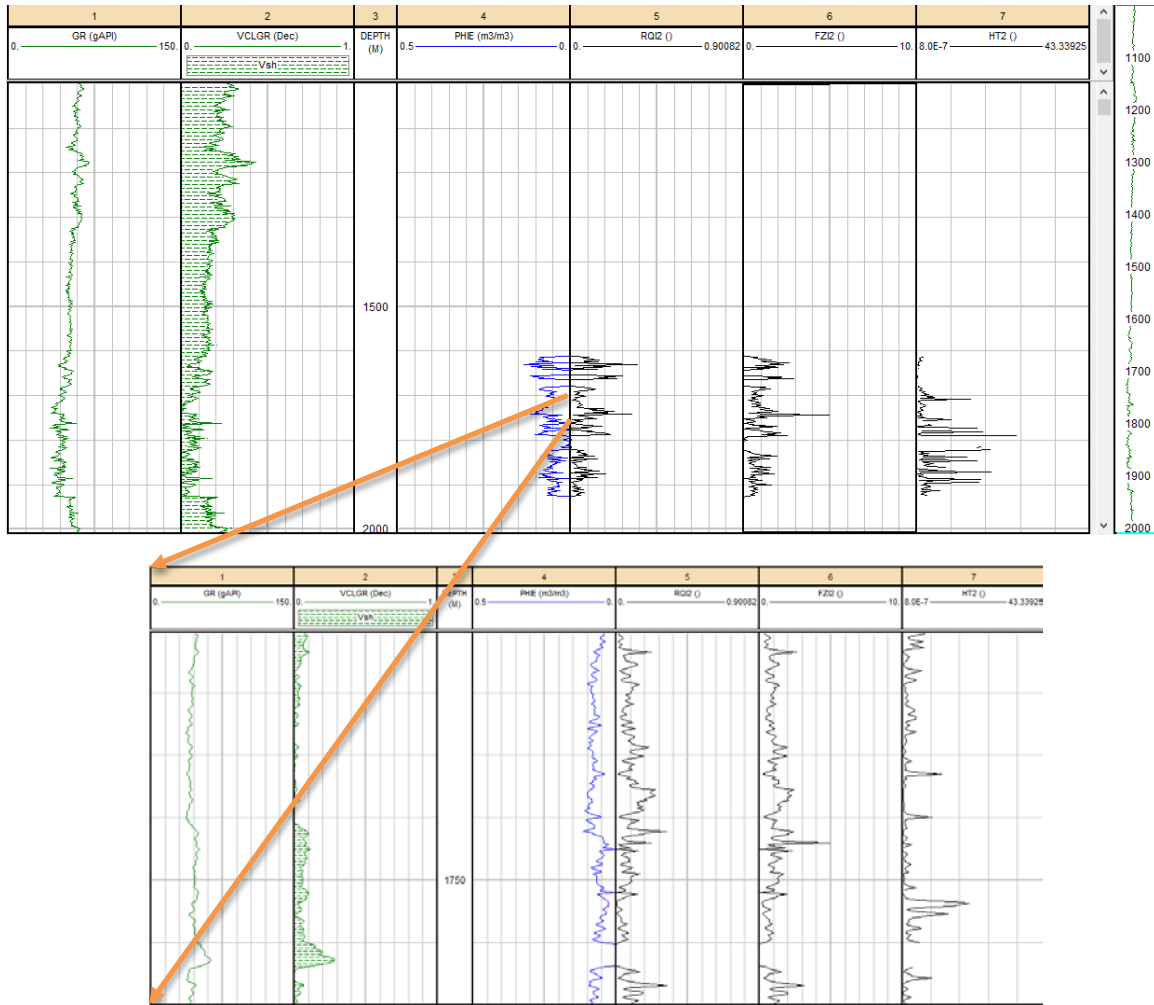 1 2 3 4 5 6 7
GR (gAPI) VCLGR (Dec) DEPTH PHIE (m3/m3) RQI2 () FZI2 () HT2 ()
0. 150. 0. 1. (M) 0.5 0. 0. 0.90082 0. 10. 8.0E-7 43.33925
Vsh
1500
2000
1100
1200
1300
1400
1500
1600
1700
1800
1900
2000
1 2 4 5 6 7
GR (gAPI) VCLGR (Dec) PHIE (m3/m3) RQI2 () FZI2 () HT2 ()
0. 150. 0. 1. (M) 0.5 0. 0. 0.90082 0. 10. 8.0E-7 43.33925
Vsh
1750